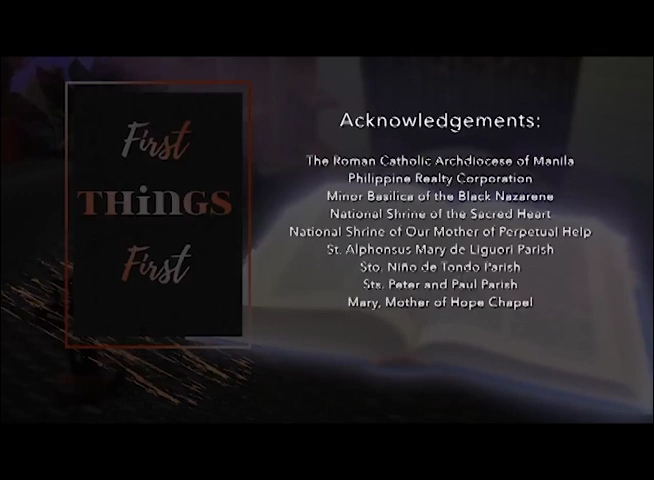 First
THiNGS
First
Acknowledgements:
The Roman Catholic Archdiocese of Manila
Philippine Realty Corporation
Minor Basilica of the Black Nazarene
National Shrine of the Sacred Heart
National Shrine of Our Mother of Perpetual Help
St. Alphonsus Mary de Liguori Parish
Sto. Niño de Tondo Parish
Sts. Peter and Paul Parish
Mary, Mother of Hope Chapel